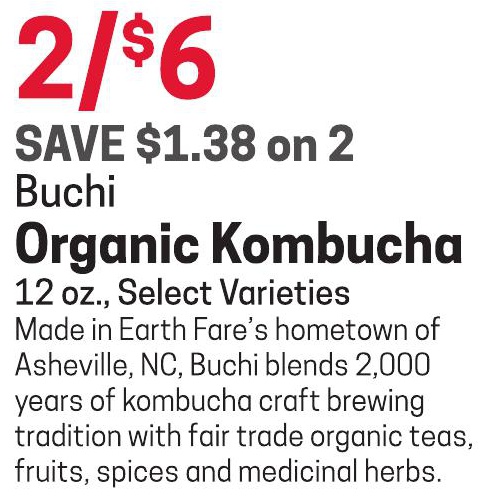 2/$6
SAVE $1.38 on 2
Buchi
Organic Kombucha
12 oz., Select Varieties
Made in Earth Fare’s hometown of
Asheville, NC, Buchi blends 2,000
years of kombucha craft brewing
tradition with fair trade organic teas,
fruits, spices and medicinal herbs.